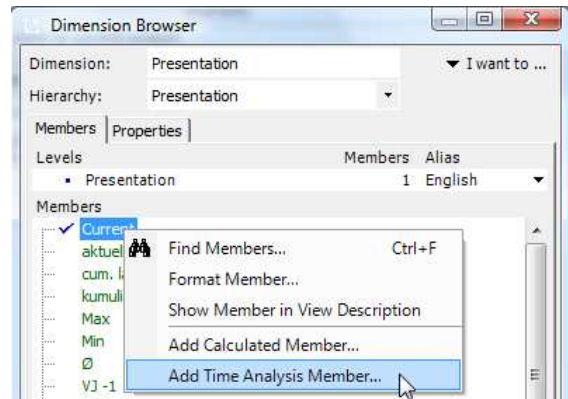 Dimension Browser
Dimension: Presentation
I want to ...
Hierarchy: Presentation
Members Properties
Levels Members Alias
Presentation 1 English
Members
Current
aktuel
Find Members... Ctrl+F
cum.
Format Member...
kumuli
Show Member in View Description
Max
Min
Add Calculated Member...
Ø
Add Time Analysis Member...
VJ -1